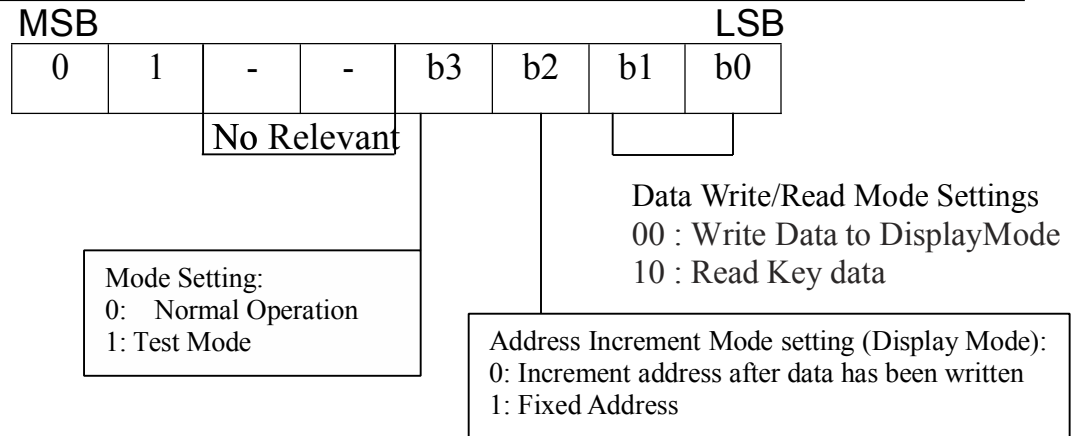 MSB LSB
0 1 - - b3 b2 b1 b0
No Relevant
Data Write/Read Mode Settings
00 : Write Data to DisplayMode
10 : Read Key data
Mode Setting:
0: Normal Operation
1: Test Mode
Address Increment Mode setting (Display Mode):
0: Increment address after data has been written
1: Fixed Address